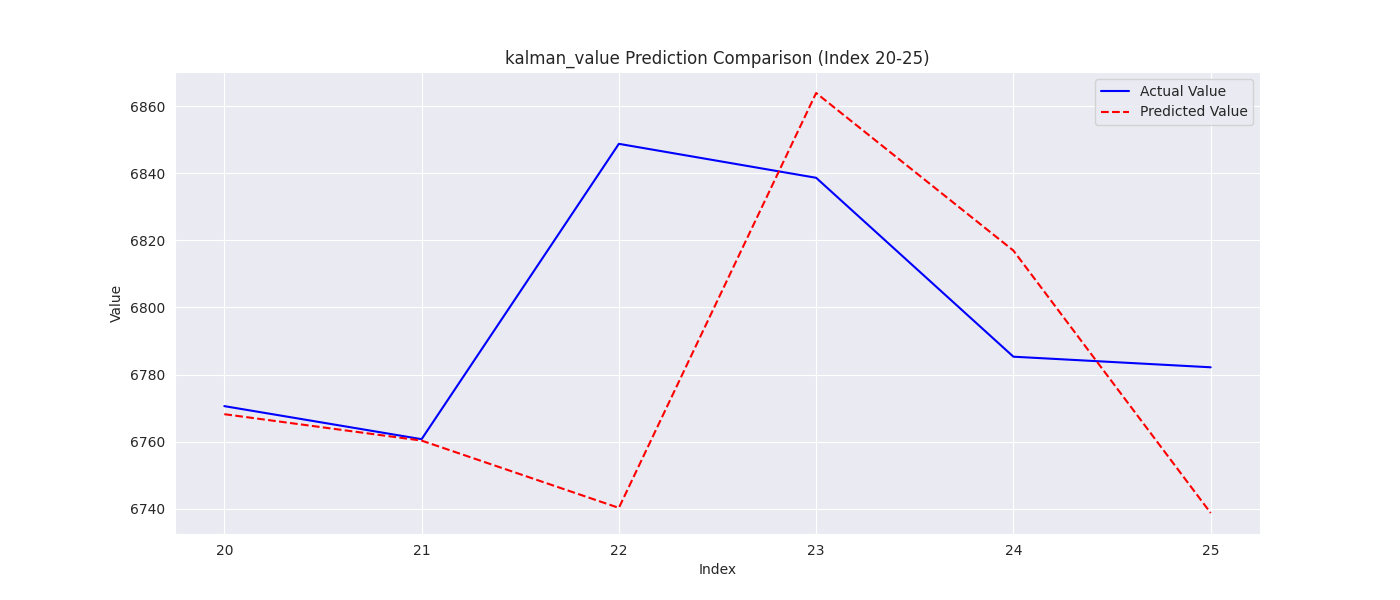 kalman_value Prediction Comparison (Index 20-25)
Actual Value
Predicted Value
6860
6840
6820
6800
6780
6760
6740
Value
20 21 22 23 24 25
Index